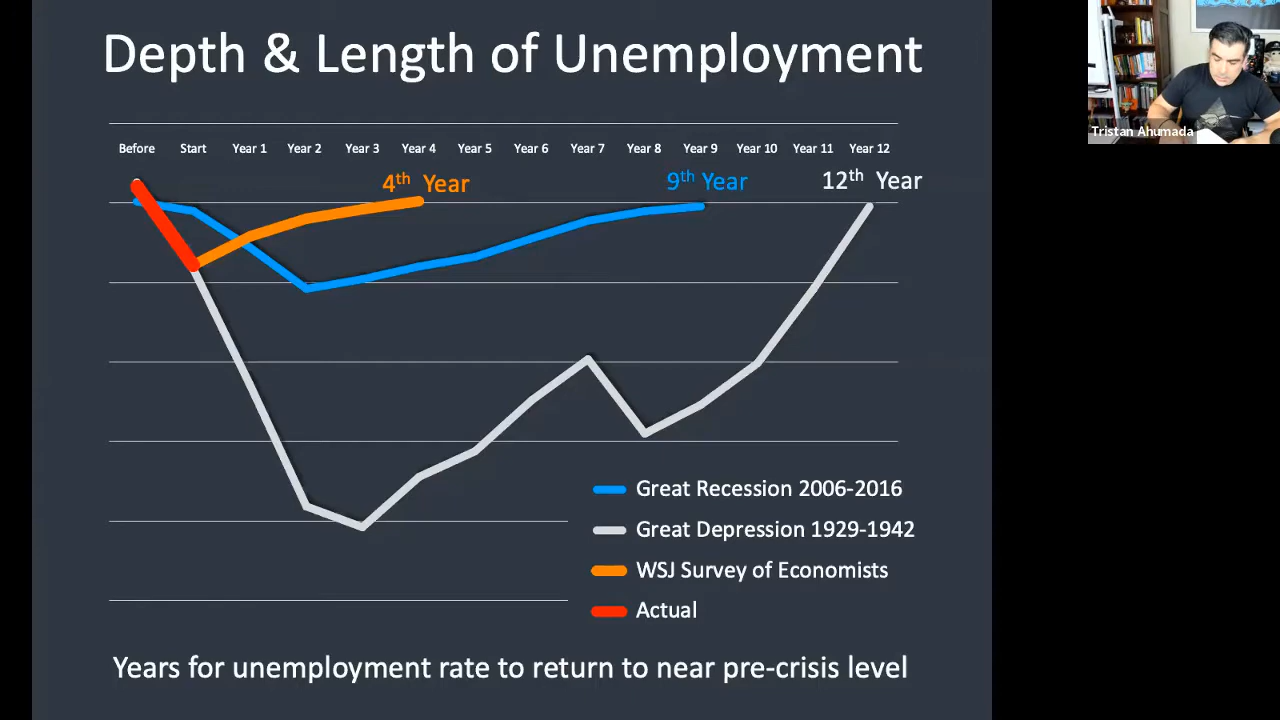 Depth & Length of Unemployment
Tristan Ahumada
Before Start Year 1 Year 2 Year 3 Year 4 Year 5 Year 6 Year 7 Year 8 Year 9 Year 10 Year 11 Year 12
4th Year 9th Year 12th Year
Great Recession 2006-2016
Great Depression 1929-1942
WSJ Survey of Economists
Actual
Years for unemployment rate to return to near pre-crisis level